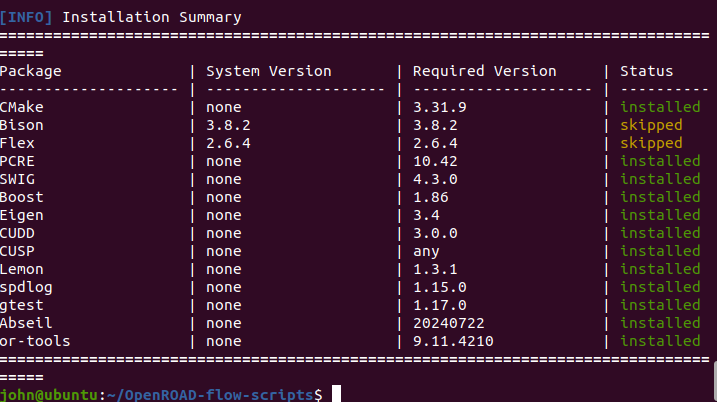 [INFO] Installation Summary
===============================================================================
=====
Package | System Version | Required Version | Status
-------------------- | -------------------- | -------------------- | ----------
CMake | none | 3.31.9 | installed
Bison | 3.8.2 | 3.8.2 | skipped
Flex | 2.6.4 | 2.6.4 | skipped
PCRE | none | 10.42 | installed
SWIG | none | 4.3.0 | installed
Boost | none | 1.86 | installed
Eigen | none | 3.4 | installed
CUDD | none | 3.0.0 | installed
CUSP | none | any | installed
Lemon | none | 1.3.1 | installed
spdlog | none | 1.15.0 | installed
gtest | none | 1.17.0 | installed
Abseil | none | 20240722 | installed
or-tools | none | 9.11.4210 | installed
===============================================================================
=====
john@ubuntu:~/OpenROAD-flow-scripts$